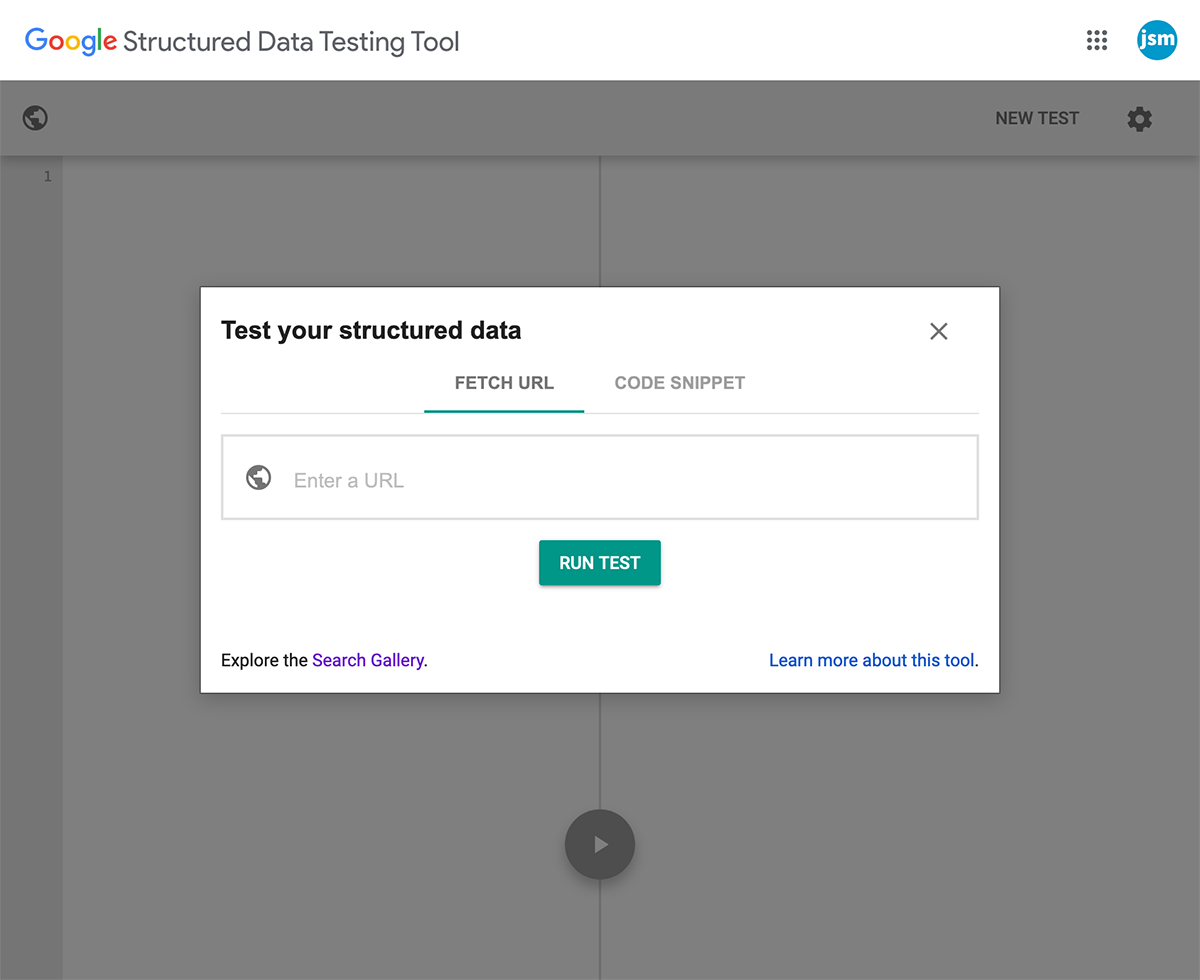 Google Structured Data Testing Tool
jsm
NEW TEST
1
Test your structured data
FETCH URL CODE SNIPPET
Enter a URL
RUN TEST
Explore the Search Gallery. Learn more about this tool.